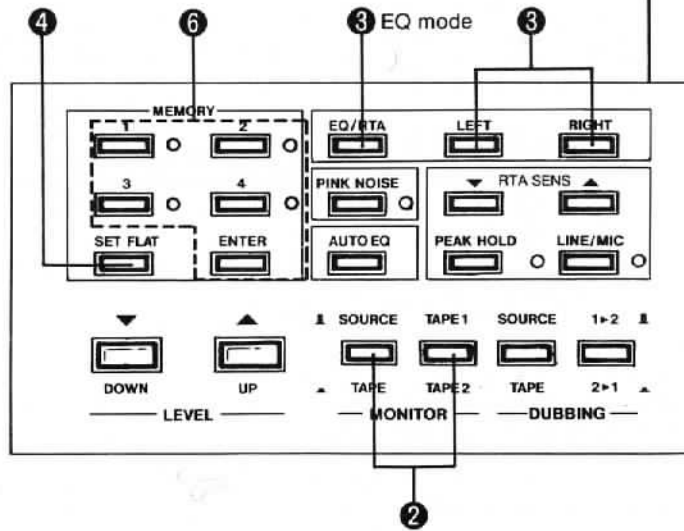 4 6 3 EQ mode 3
MEMORY
1 2 EQ/RTA LEFT RIGHT
3 4 PINK NOISE ▼ RTA SENS ▲
SET FLAT ENTER AUTO EQ PEAK HOLD LINE/MIC
▼ ▲ SOURCE TAPE 1 SOURCE 1▸2
DOWN UP TAPE TAPE 2 TAPE 2▸1
LEVEL MONITOR DUBBING
2